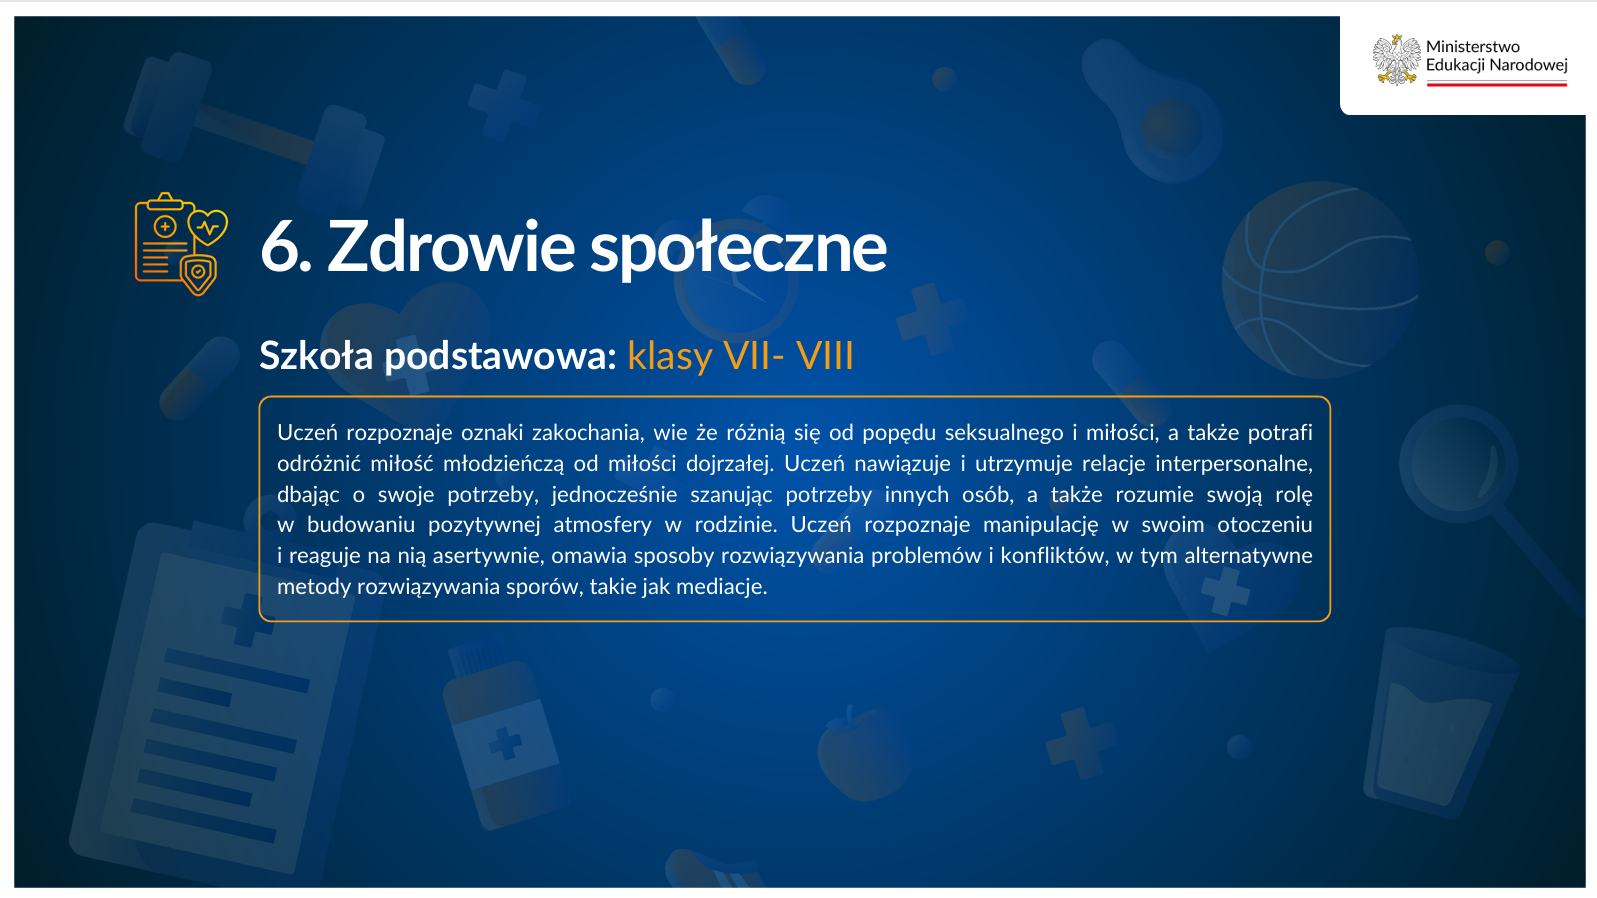 Ministerstwo
Edukacji Narodowej
6. Zdrowie społeczne
Szkoła podstawowa: klasy VII- VIII
Uczeń rozpoznaje oznaki zakochania, wie że różnią się od popędu seksualnego i miłości, a także potrafi
odróżnić miłość młodzieńczą od miłości dojrzałej. Uczeń nawiązuje i utrzymuje relacje interpersonalne,
dbając o swoje potrzeby, jednocześnie szanując potrzeby innych osób, a także rozumie swoją rolę
w budowaniu pozytywnej atmosfery w rodzinie. Uczeń rozpoznaje manipulację w swoim otoczeniu
i reaguje na nią asertywnie, omawia sposoby rozwiązywania problemów i konfliktów, w tym alternatywne
metody rozwiązywania sporów, takie jak mediacje.